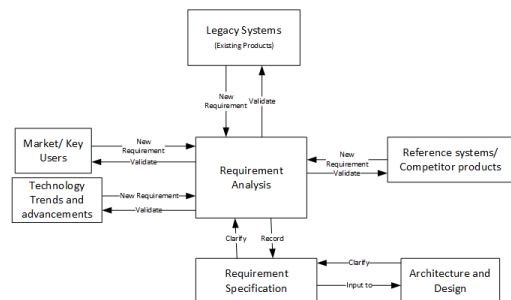 Legacy Systems
(Existing Products)
New
Requirement
Validate
Market/ Key
Users
New
Requirement
Validate
Technology
Trends and
advancements
New Requirement
Validate
Requirement
Analysis
New
Requirement
Validate
Reference systems/
Competitor products
Clarify
Record
Requirement
Specification
Clarify
Input to
Architecture and
Design